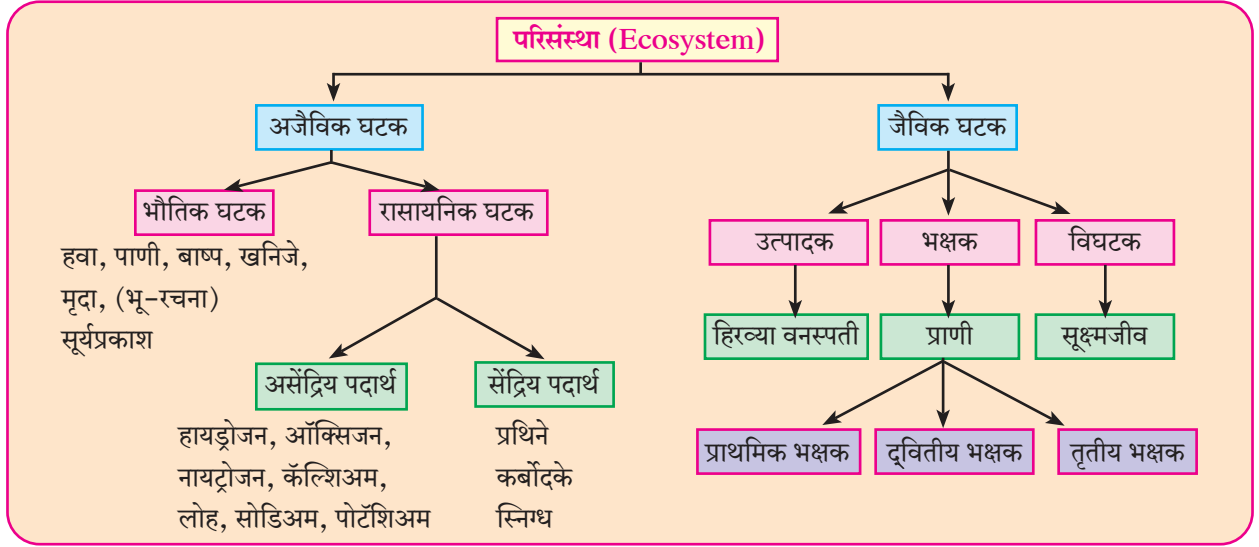 परिसंस्था (Ecosystem)
अजैविक घटक
जैविक घटक
भौतिक घटक
रासायनिक घटक
हवा, पाणी, बाष्प, खनिजे,
मृदा, (भू-रचना)
सूर्यप्रकाश
असेंद्रिय पदार्थ
सेंद्रिय पदार्थ
हायड्रोजन, ऑक्सिजन,
नायट्रोजन, कॅल्शिअम,
लोह, सोडिअम, पोटॅशिअम
प्रथिने
कर्बोदके
स्निग्ध
उत्पादक
भक्षक
विघटक
हिरव्या वनस्पती
प्राणी
सूक्ष्मजीव
प्राथमिक भक्षक
द्‌वितीय भक्षक
तृतीय भक्षक